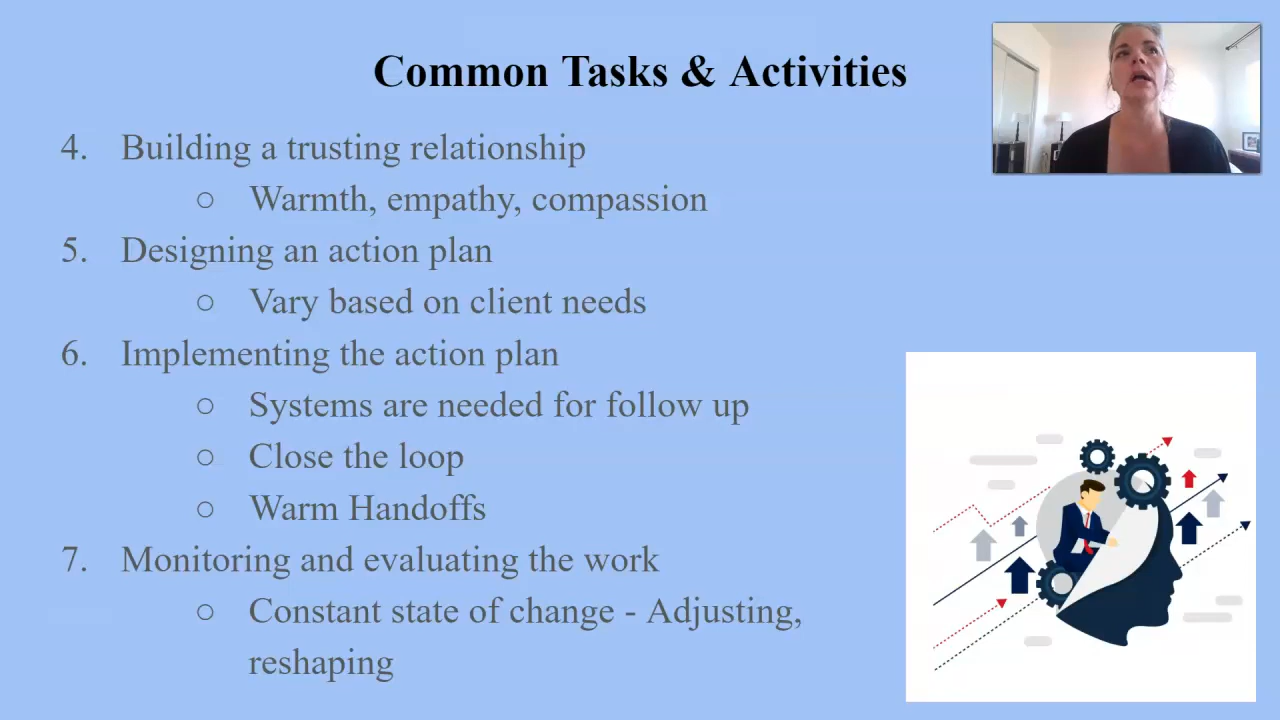 Common Tasks & Activities
4. Building a trusting relationship
○ Warmth, empathy, compassion
5. Designing an action plan
○ Vary based on client needs
6. Implementing the action plan
○ Systems are needed for follow up
○ Close the loop
○ Warm Handoffs
7. Monitoring and evaluating the work
○ Constant state of change - Adjusting,
reshaping